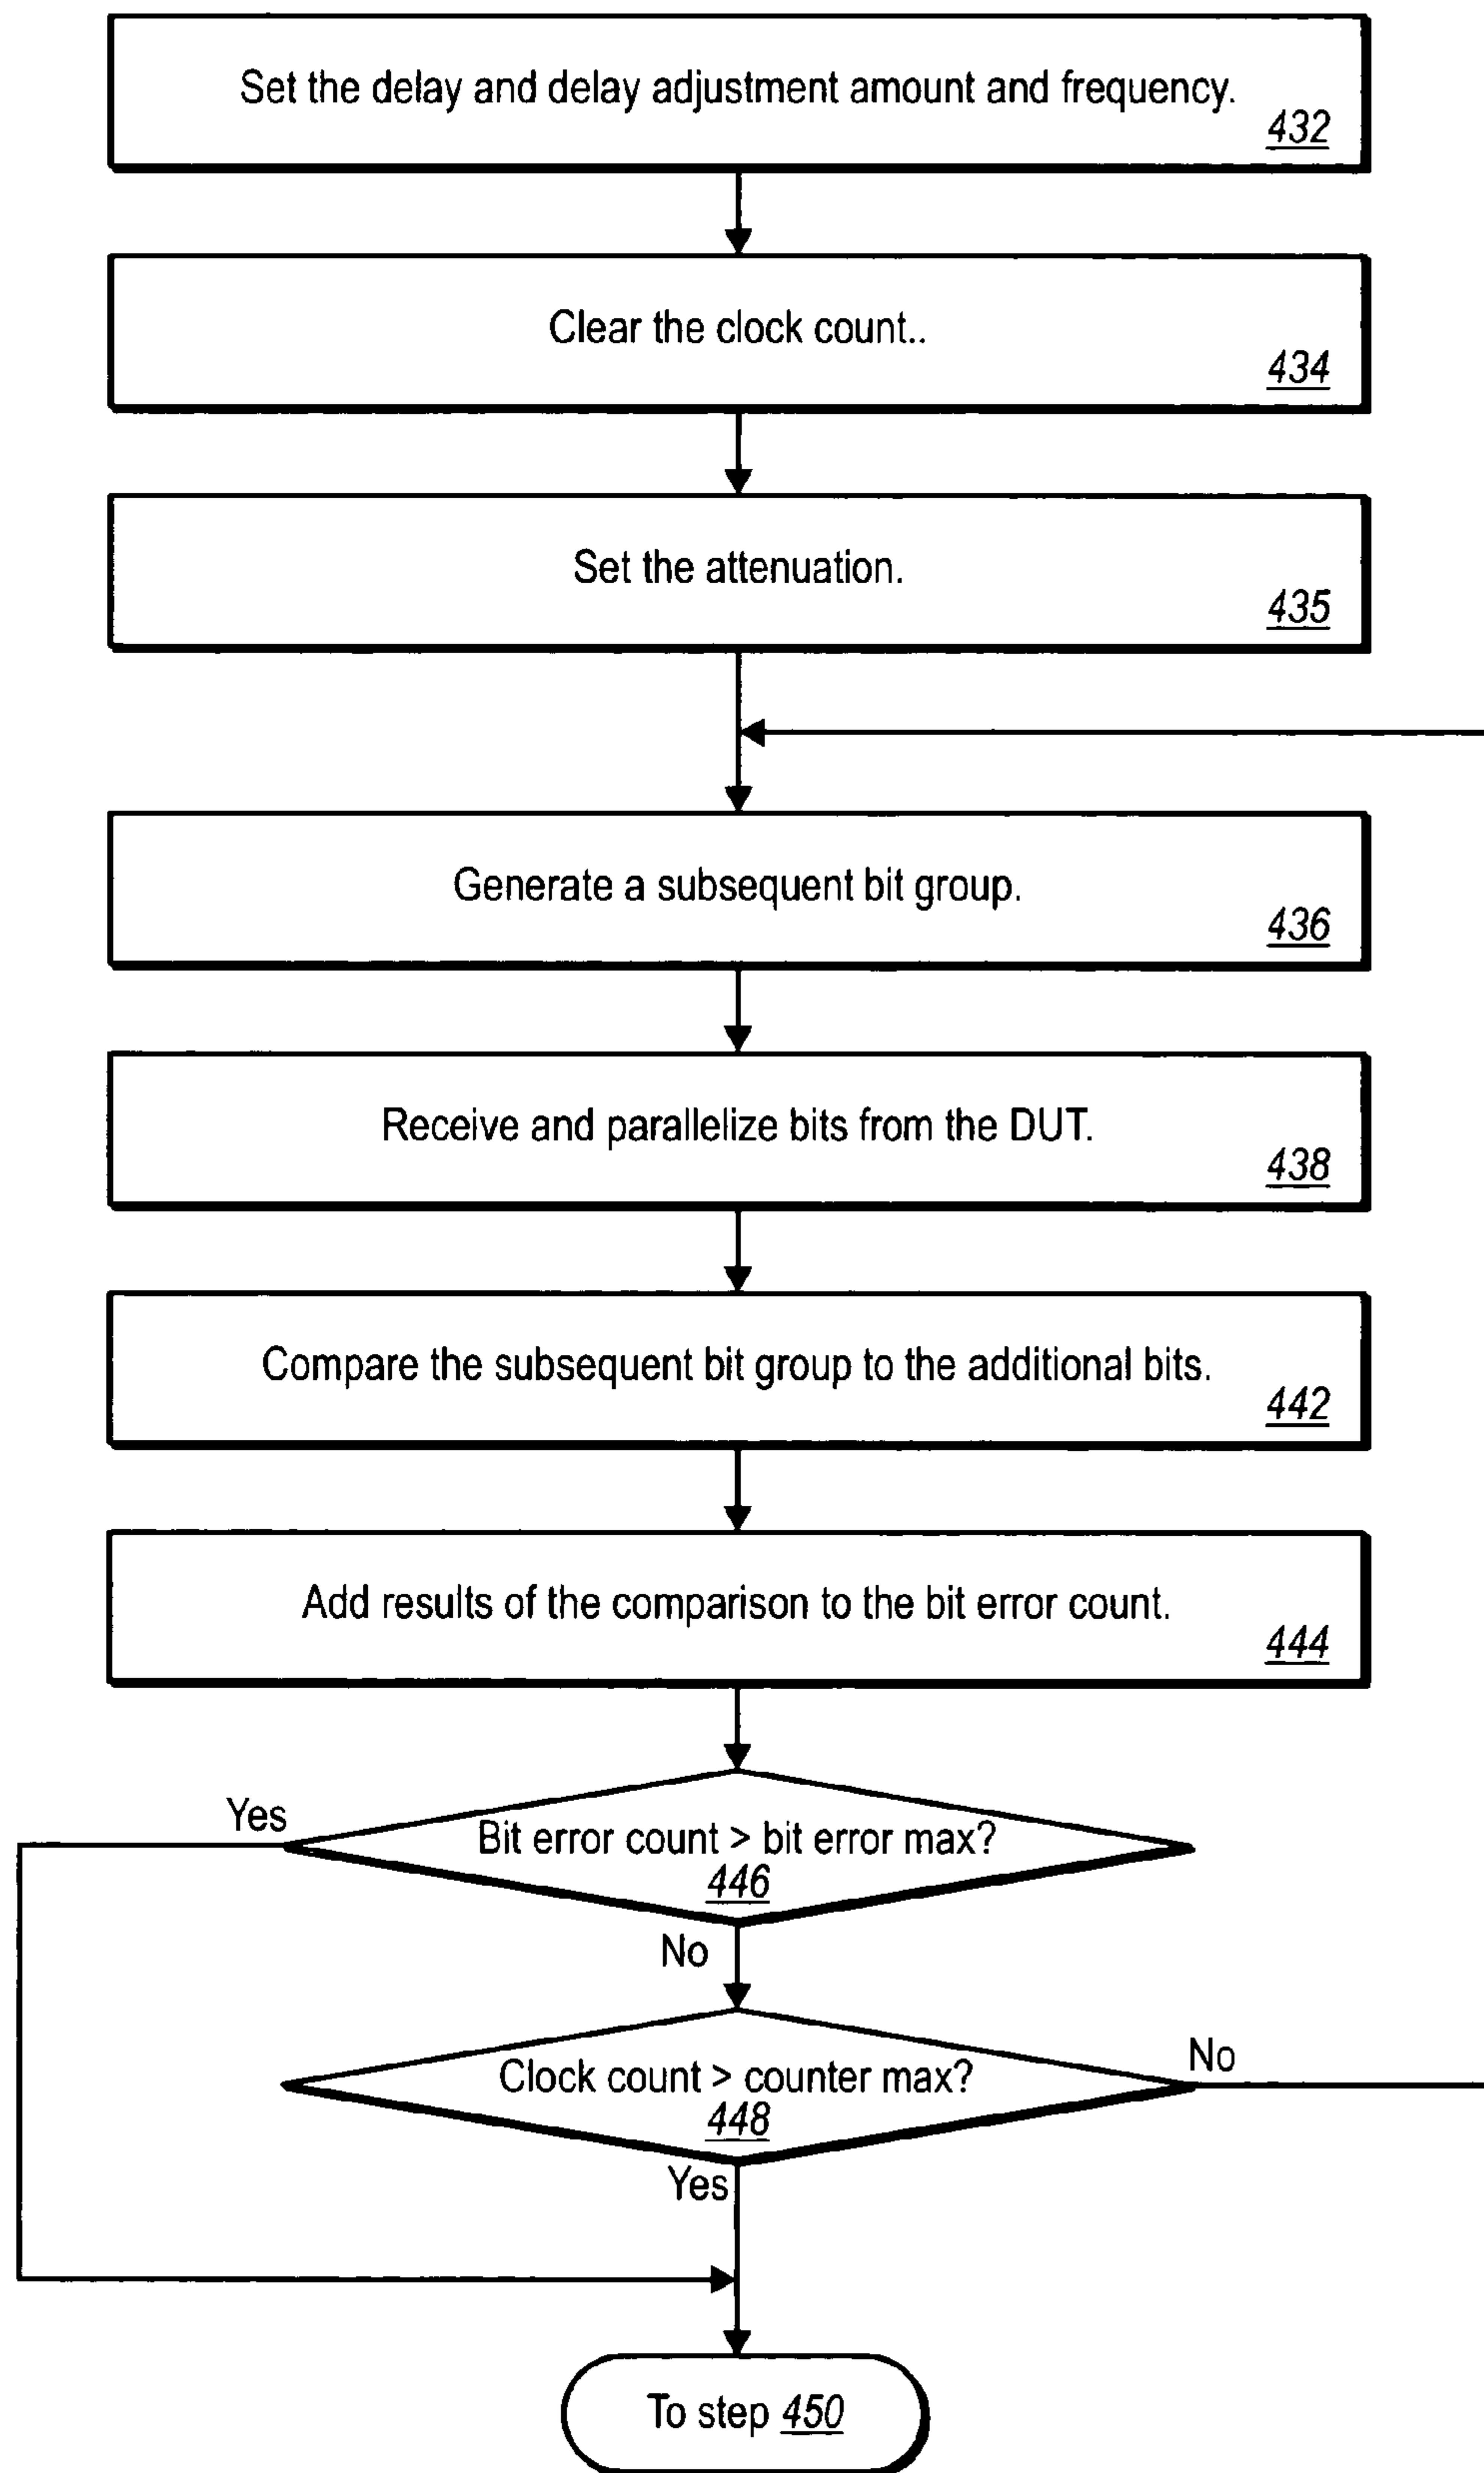 Set the delay and delay adjustment amount and frequency.
432
Clear the clock count..
434
Set the attenuation.
435
Generate a subsequent bit group.
436
Receive and parallelize bits from the DUT.
438
Compare the subsequent bit group to the additional bits.
442
Add results of the comparison to the bit error count.
444
Yes
Bit error count > bit error max?
446
No
Clock count > counter max?
448
No
Yes
To step 450